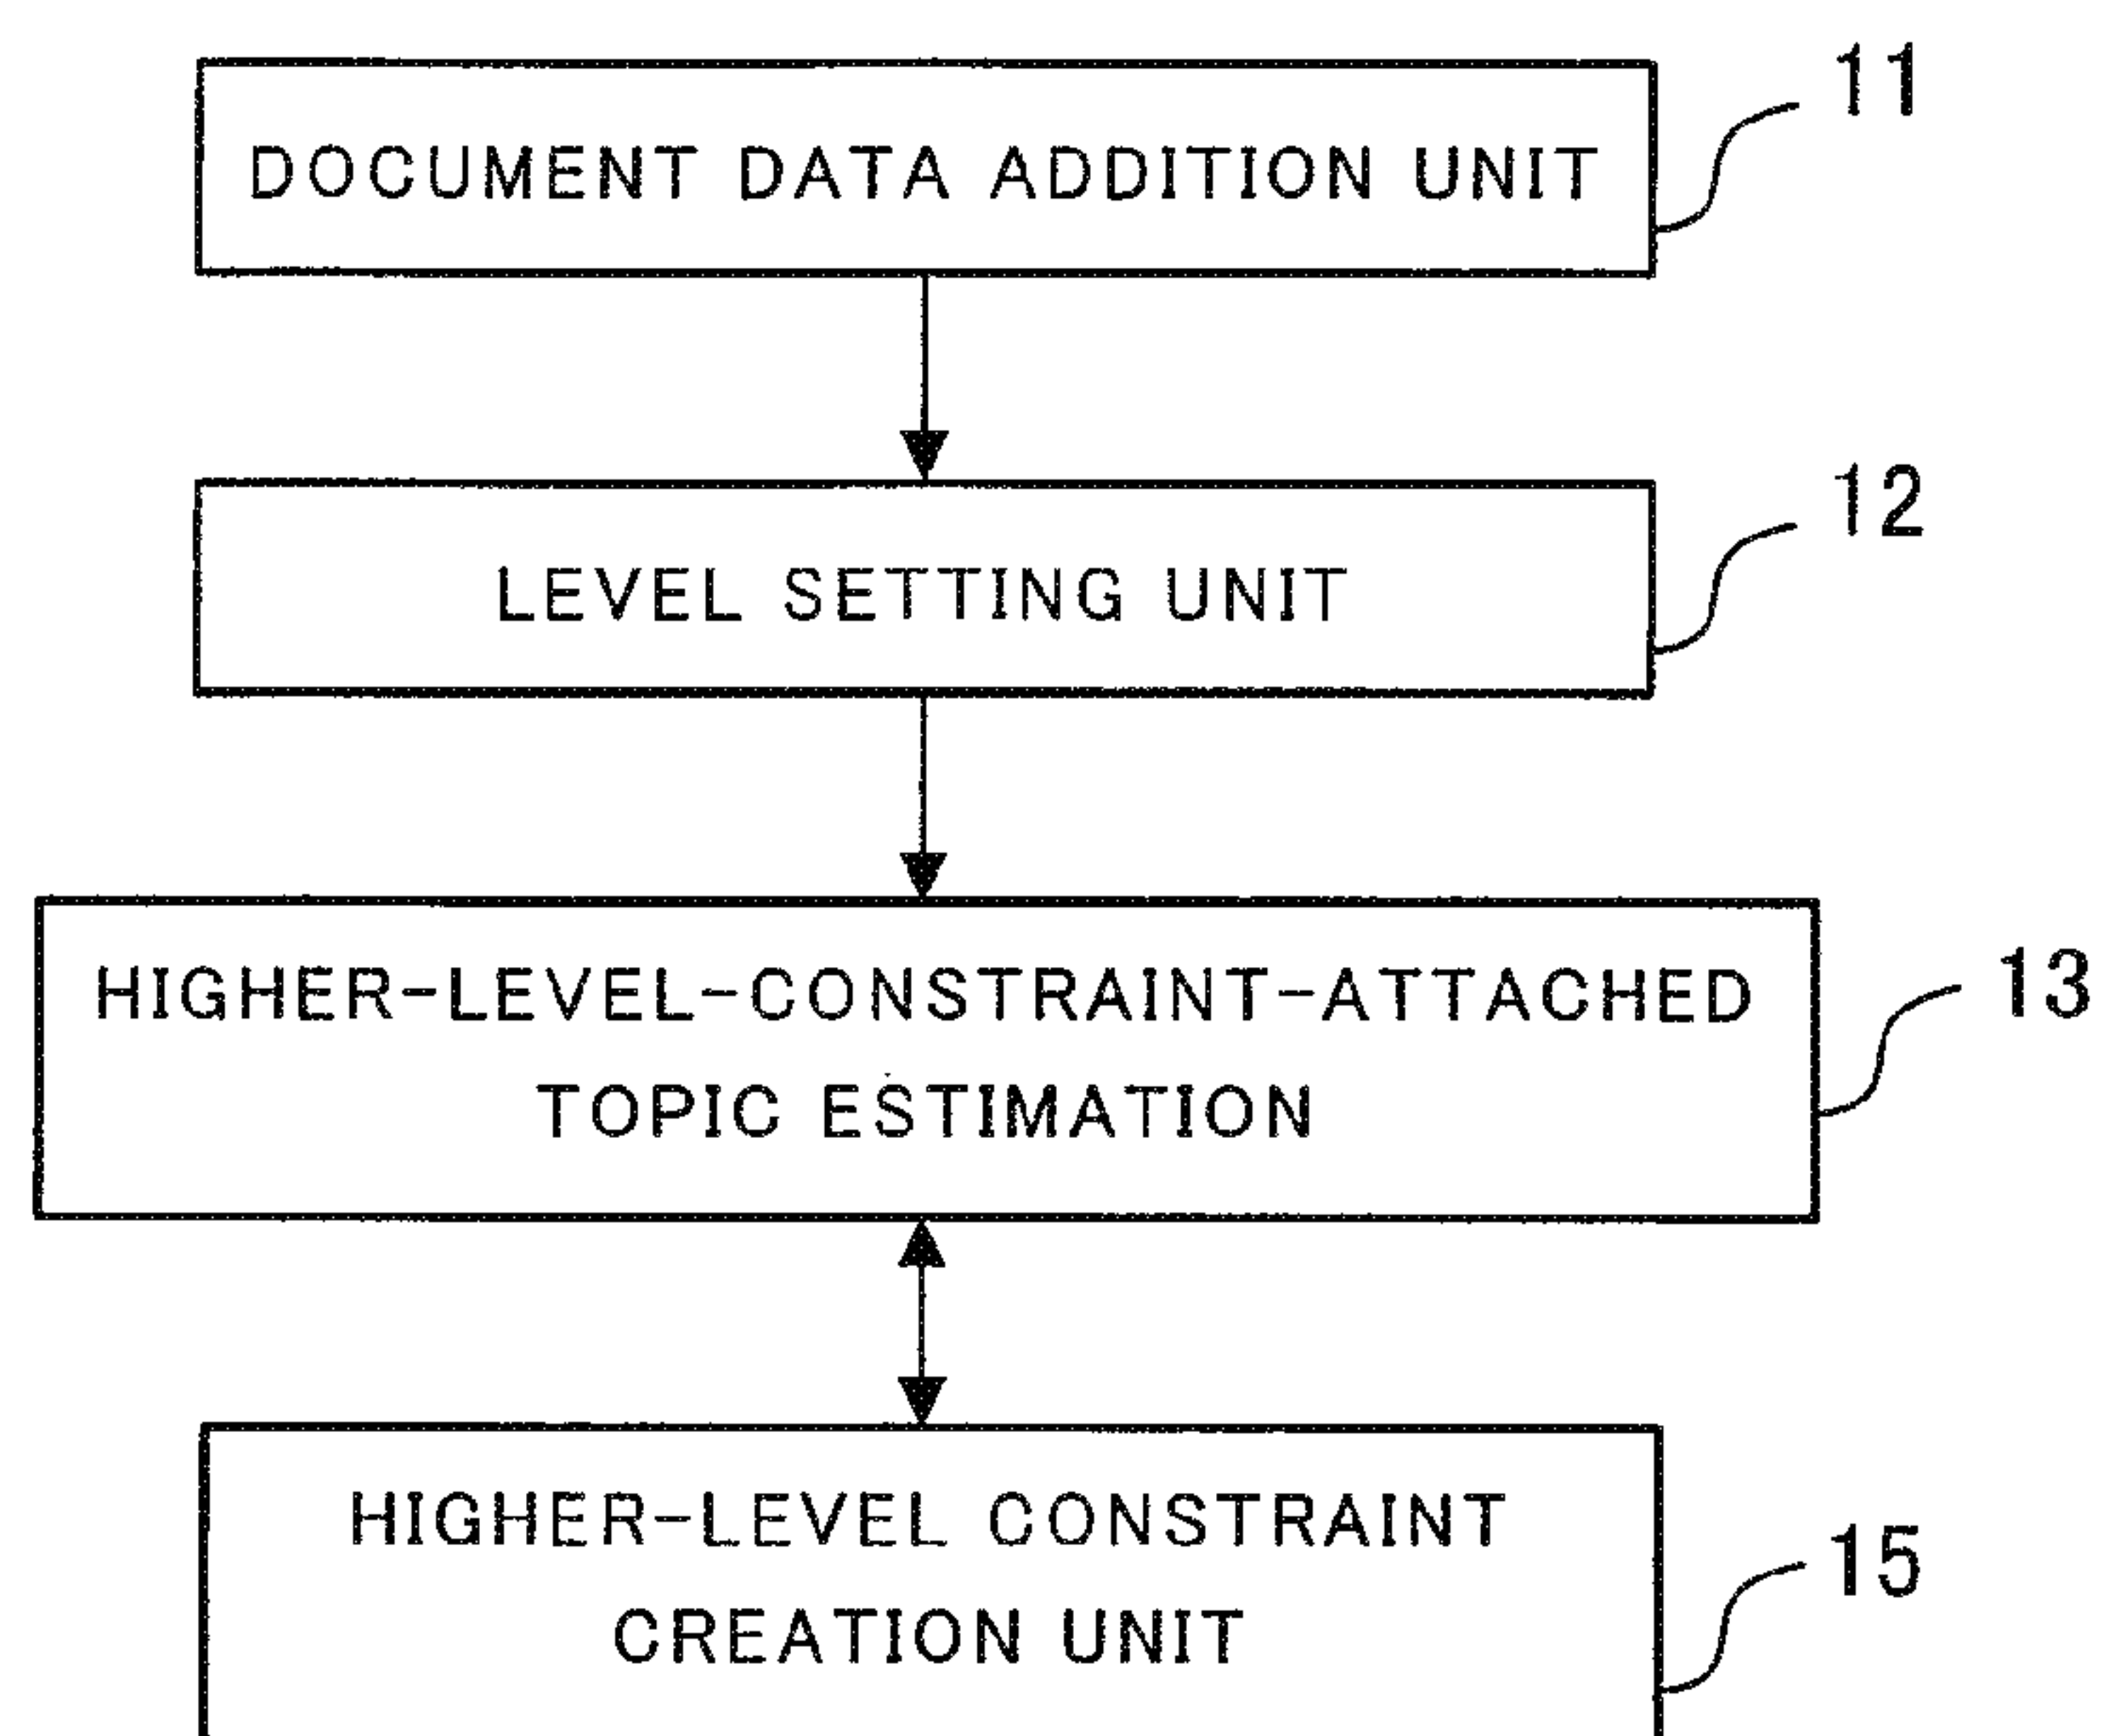 11
DOCUMENT DATA ADDITION UNIT
12
LEVEL SETTING UNIT
13
HIGHER-LEVEL-CONSTRAINT-ATTACHED
TOPIC ESTIMATION
15
HIGHER-LEVEL CONSTRAINT
CREATION UNIT